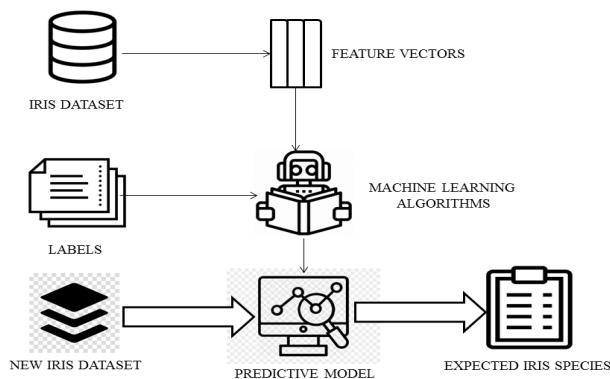 FEATURE VECTORS
IRIS DATASET
MACHINE LEARNING
ALGORITHMS
LABELS
NEW IRIS DATASET
PREDICTIVE MODEL
EXPECTED IRIS SPECIES